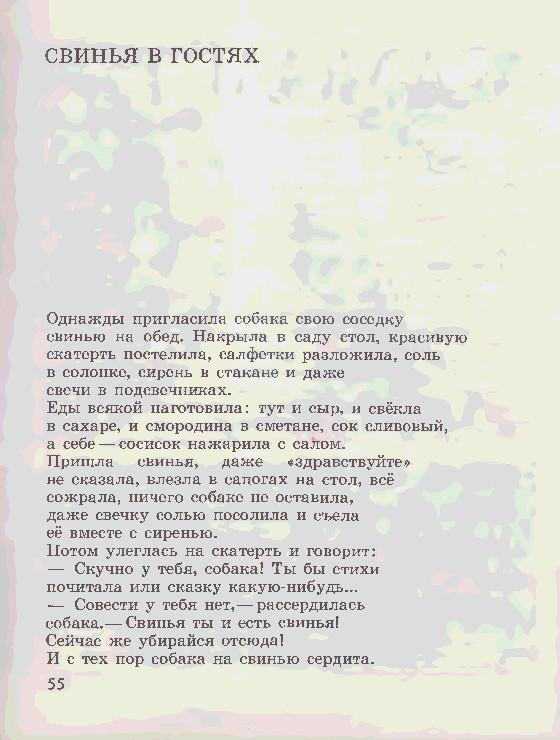 СВИНЬЯ В ГОСТЯХ
Однажды пригласила собака свою соседку
свинью на обед. Накрыла в саду стол, красивую
скатерть постелила, салфетки разложила, соль
в солонке, сирень в стакане и даже
свечи в подсвечниках.
Еды всякой наготовила: тут и сыр, и свёкла
в сахаре, и смородина в сметане, сок сливовый,
а себе — сосисок нажарила с салом.
Пришла свинья, даже «здравствуйте»
не сказала, влезла в сапогах на стол, всё
сожрала, ничего собаке не оставила,
даже свечку солью посолила и съела
её вместе с сиренью.
Потом улеглась на скатерть и говорит:
— Скучно у тебя, собака! Ты бы стихи
почитала или сказку какую-нибудь...
— Совести у тебя нет,— рассердилась
собака.— Свинья ты и есть свинья!
Сейчас же убирайся отсюда!
И с тех пор собака на свинью сердита.
55